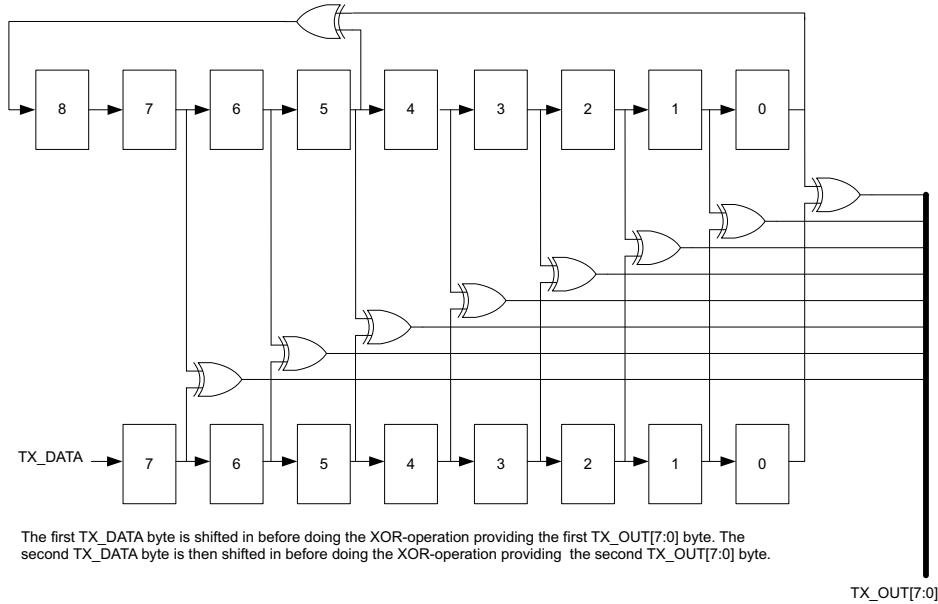 8 7 6 5 4 3 2 1 0
TX_DATA 7 6 5 4 3 2 1 0
The first TX_DATA byte is shifted in before doing the XOR-operation providing the first TX_OUT[7:0] byte. The
second TX_DATA byte is then shifted in before doing the XOR-operation providing the second TX_OUT[7:0] byte.
TX_OUT[7:0]